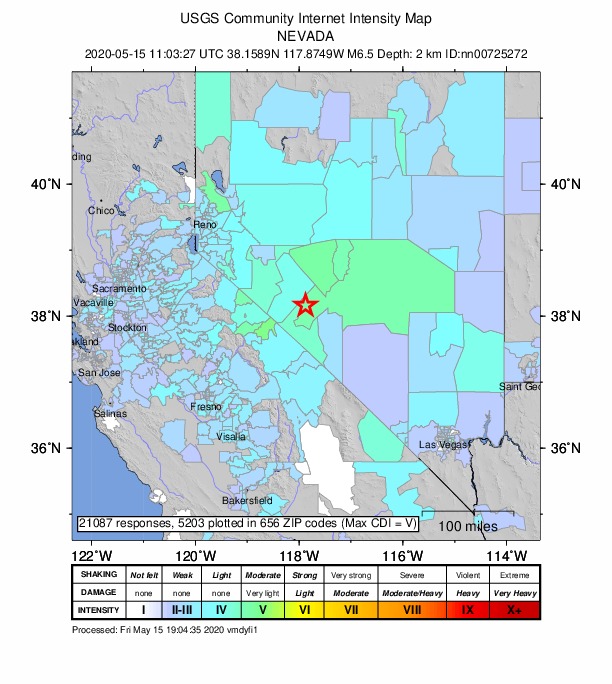 USGS Community Internet Intensity Map
NEVADA
2020-05-15 11:03:27 UTC 38.1589N 117.8749W M6.5 Depth: 2 km ID:nn00725272
ding
40°N
40°N
Chico
Reno
Sacramento
Vacaville
38°N
38°N
Stockton
akland
San Jose
Saint Geo
Salinas
Fresno
Visalia
36°N
Las Vegas
36°N
Bakersfield
21087 responses, 5203 plotted in 656 ZIP codes (Max CDI = V)
100 miles
122°W 120°W 118°W 116°W 114°W
SHAKING Not felt Weak Light Moderate Strong Very strong Severe Violent Extreme
DAMAGE none none none Very light Light Moderate Moderate/Heavy Heavy Very Heavy
INTENSITY I II-III IV V VI VII VIII IX X+
Processed: Fri May 15 19:04:35 2020 vmdyfi1